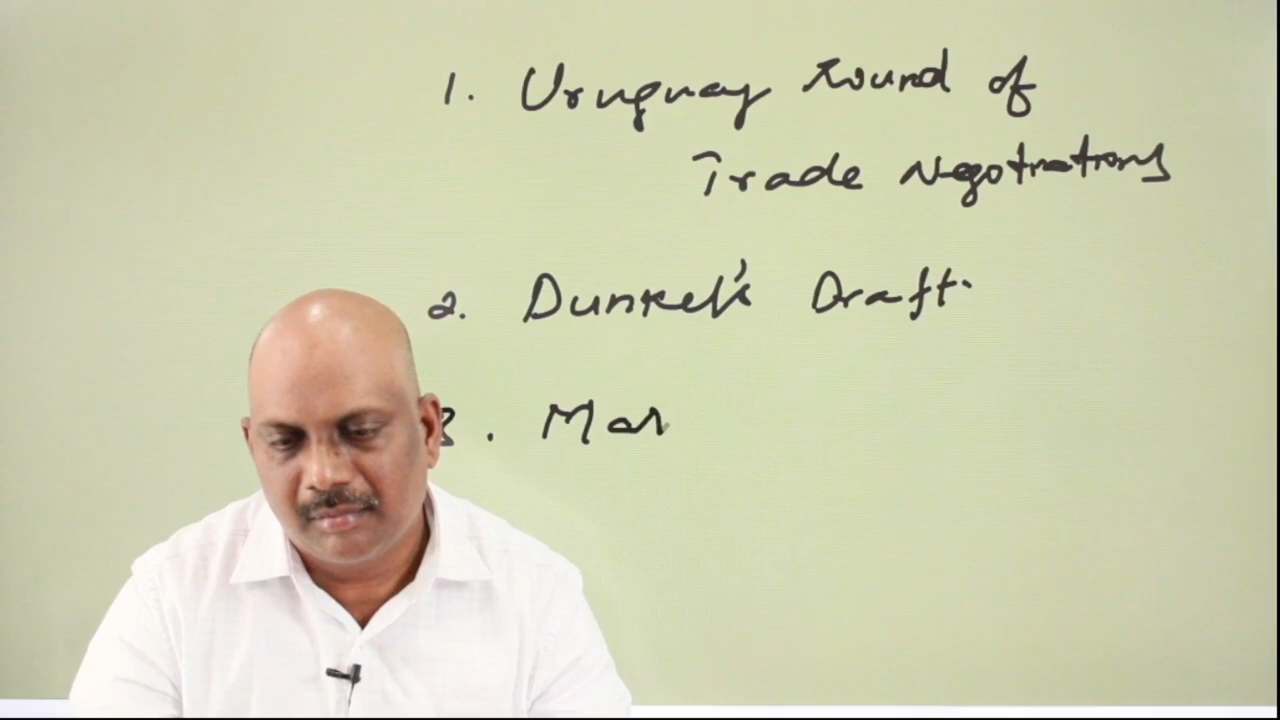 1. Uruguay round of
Trade Negotiations
2. Dunkel's Draft.
3. Mar